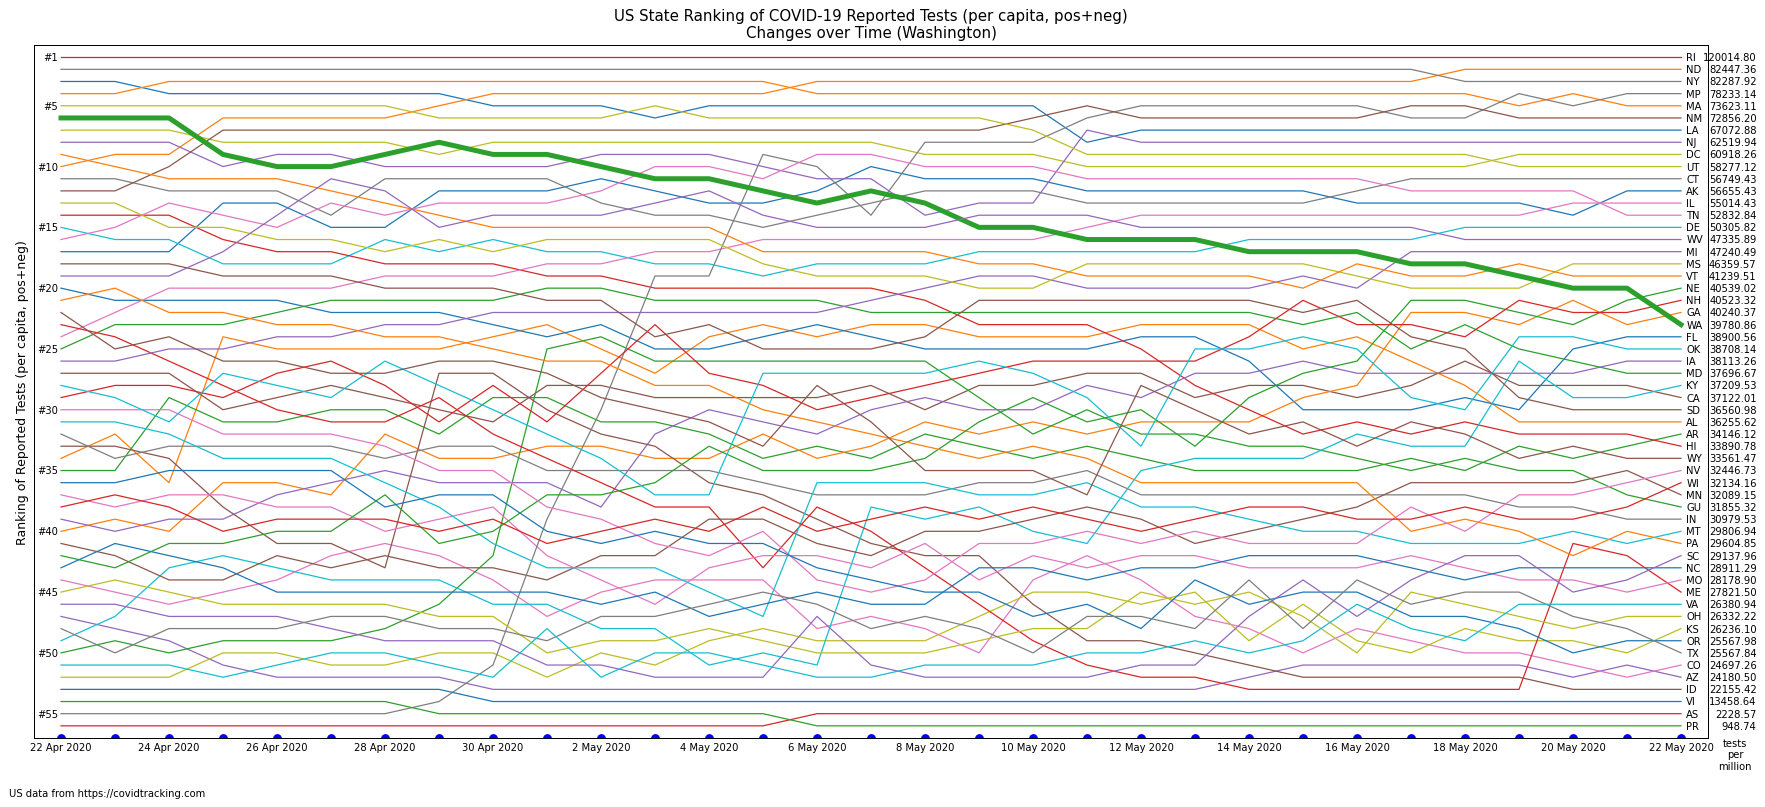 US State Ranking of COVID-19 Reported Tests (per capita, pos+neg)
Changes over Time (Washington)
Ranking of Reported Tests (per capita, pos+neg)
#1
#5
#10
#15
#20
#25
#30
#35
#40
#45
#50
#55
RI 120014.80
ND 82447.36
NY 82287.92
MP 78233.14
MA 73623.11
NM 72856.20
LA 67072.88
NJ 62519.94
DC 60918.26
UT 58277.12
CT 56749.43
AK 56655.43
IL 55014.43
TN 52832.84
DE 50305.82
WV 47335.89
MI 47240.49
MS 46359.57
VT 41239.51
NE 40539.02
NH 40523.32
GA 40240.37
WA 39780.86
FL 38900.56
OK 38708.14
IA 38113.26
MD 37696.67
KY 37209.53
CA 37122.01
SD 36560.98
AL 36255.62
AR 34146.12
HI 33890.78
WY 33561.47
NV 32446.73
WI 32134.16
MN 32089.15
GU 31855.32
IN 30979.53
MT 29806.94
PA 29604.85
SC 29137.96
NC 28911.29
MO 28178.90
ME 27821.50
VA 26380.94
OH 26332.22
KS 26236.10
OR 25567.98
TX 25567.84
CO 24697.26
AZ 24180.50
ID 22155.42
VI 13458.64
AS 2228.57
PR 948.74
22 Apr 2020
24 Apr 2020
26 Apr 2020
28 Apr 2020
30 Apr 2020
2 May 2020
4 May 2020
6 May 2020
8 May 2020
10 May 2020
12 May 2020
14 May 2020
16 May 2020
18 May 2020
20 May 2020
22 May 2020
tests
per
million
US data from https://covidtracking.com